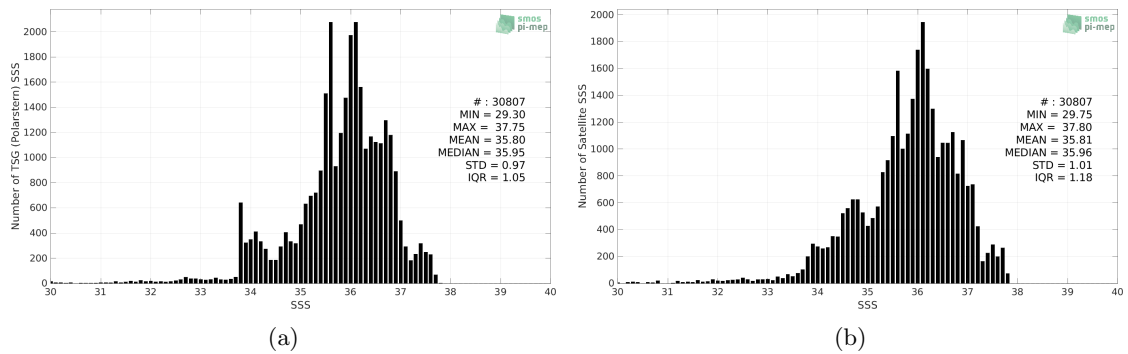 smos
pi-mep
Number of TSG (Polarstern) SSS
2000
1800
1600
1400
1200
1000
800
600
400
200
0
# : 30807
MIN = 29.30
MAX = 37.75
MEAN = 35.80
MEDIAN = 35.95
STD = 0.97
IQR = 1.05
30 31 32 33 34 35 36 37 38 39 40
SSS
(a)
smos
pi-mep
Number of Satellite SSS
2000
1800
1600
1400
1200
1000
800
600
400
200
0
# : 30807
MIN = 29.75
MAX = 37.80
MEAN = 35.81
MEDIAN = 35.96
STD = 1.01
IQR = 1.18
30 31 32 33 34 35 36 37 38 39 40
SSS
(b)